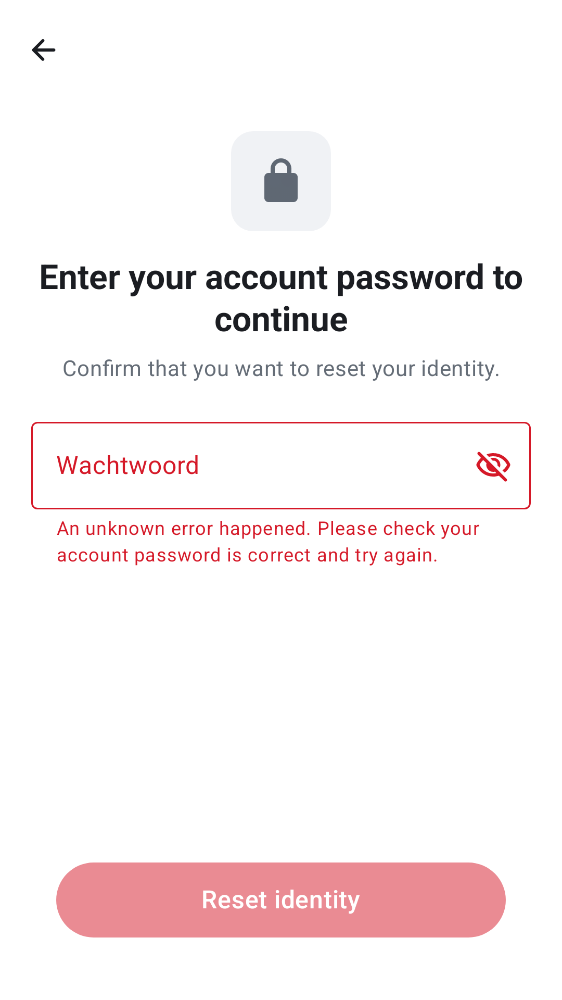 Enter your account password to
continue
Confirm that you want to reset your identity.
Wachtwoord
An unknown error happened. Please check your
account password is correct and try again.
Reset identity